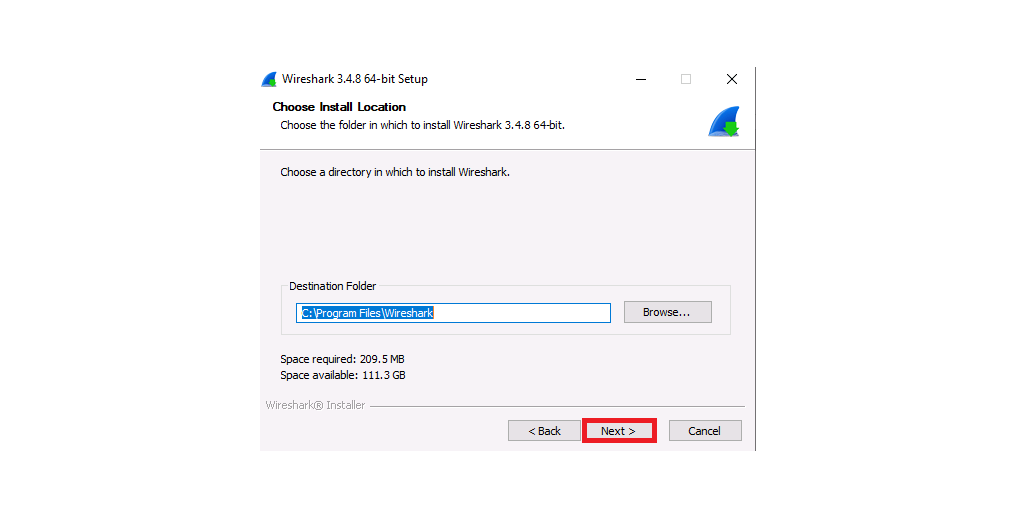 Wireshark 3.4.8 64-bit Setup
Choose Install Location
Choose the folder in which to install Wireshark 3.4.8 64-bit.
Choose a directory in which to install Wireshark.
Destination Folder
C:\Program Files\Wireshark
Browse...
Space required: 209.5 MB
Space available: 111.3 GB
Wireshark® Installer
< Back Next > Cancel